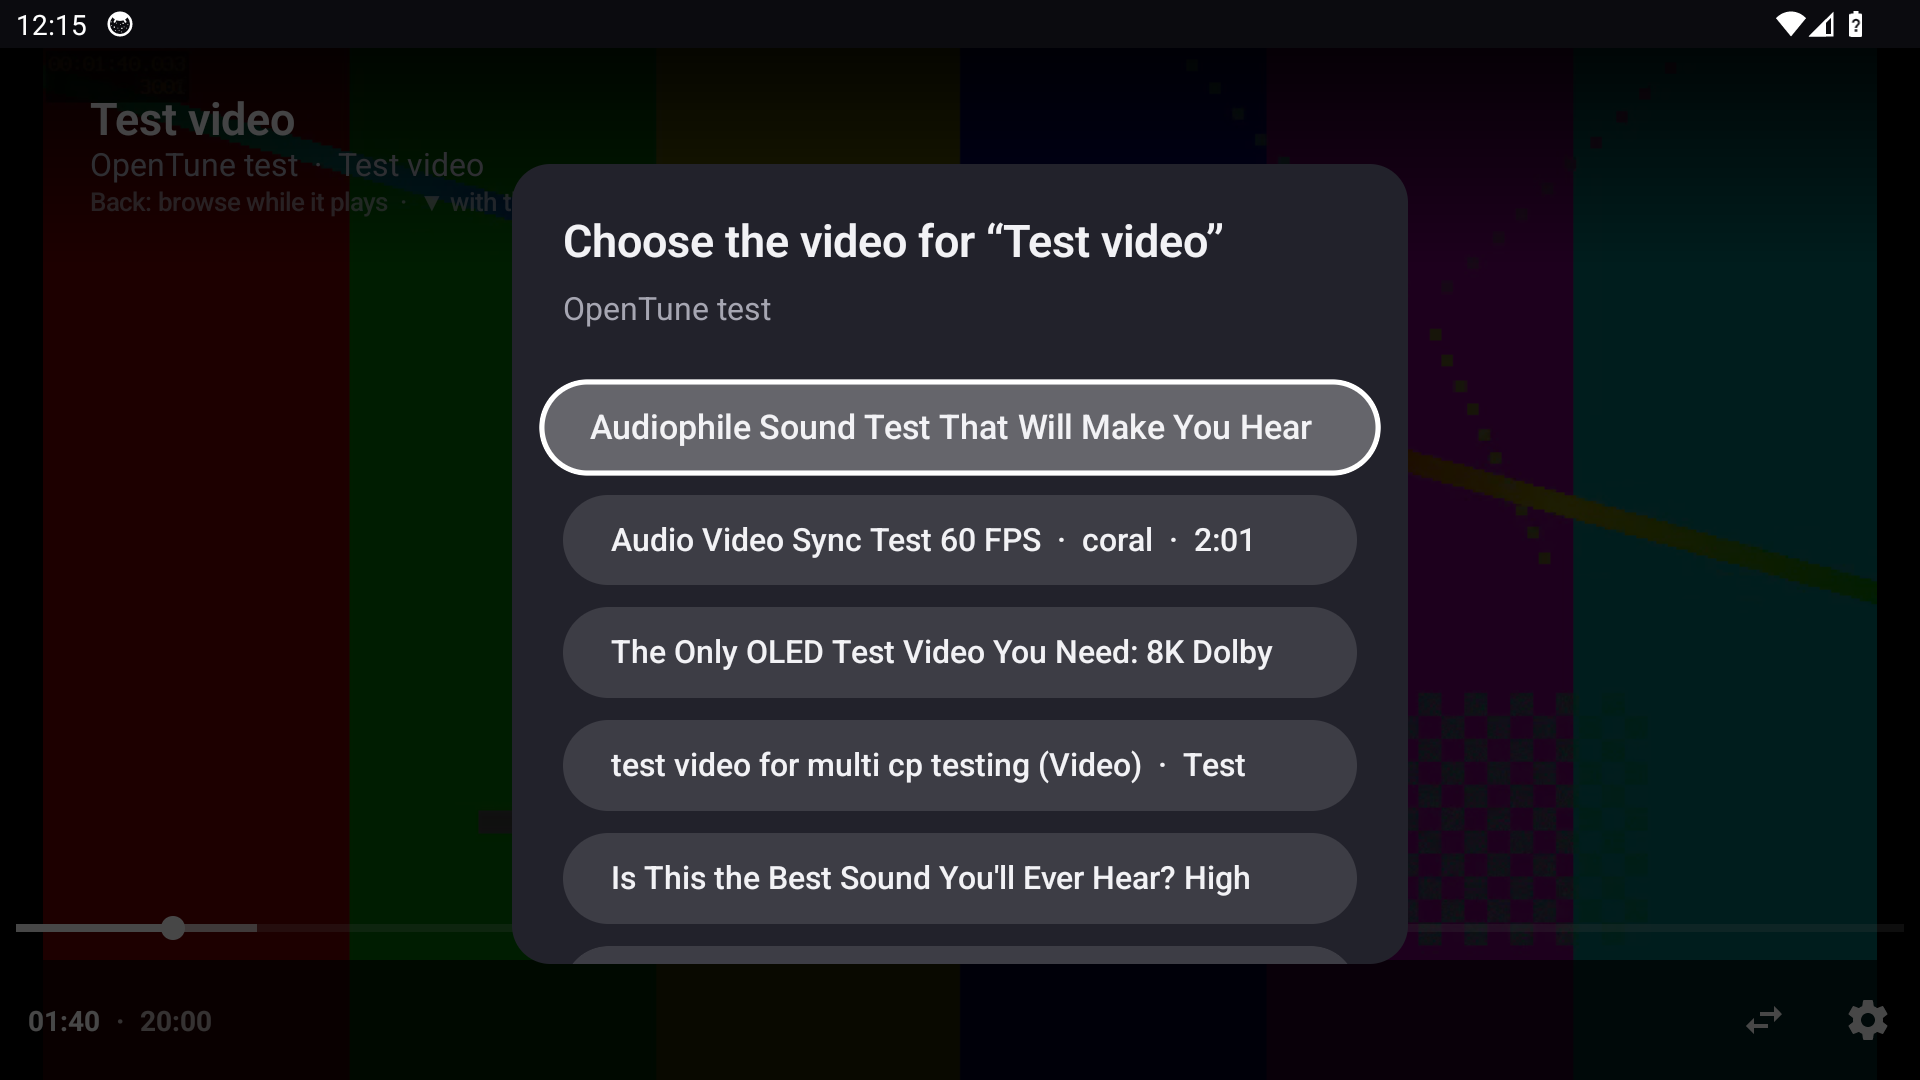 12:15
Test video
OpenTune test · Test video
Back: browse while it plays · ▼ with t
Choose the video for “Test video”
OpenTune test
Audiophile Sound Test That Will Make You Hear
Audio Video Sync Test 60 FPS · coral · 2:01
The Only OLED Test Video You Need: 8K Dolby
test video for multi cp testing (Video) · Test
Is This the Best Sound You'll Ever Hear? High
01:40 · 20:00